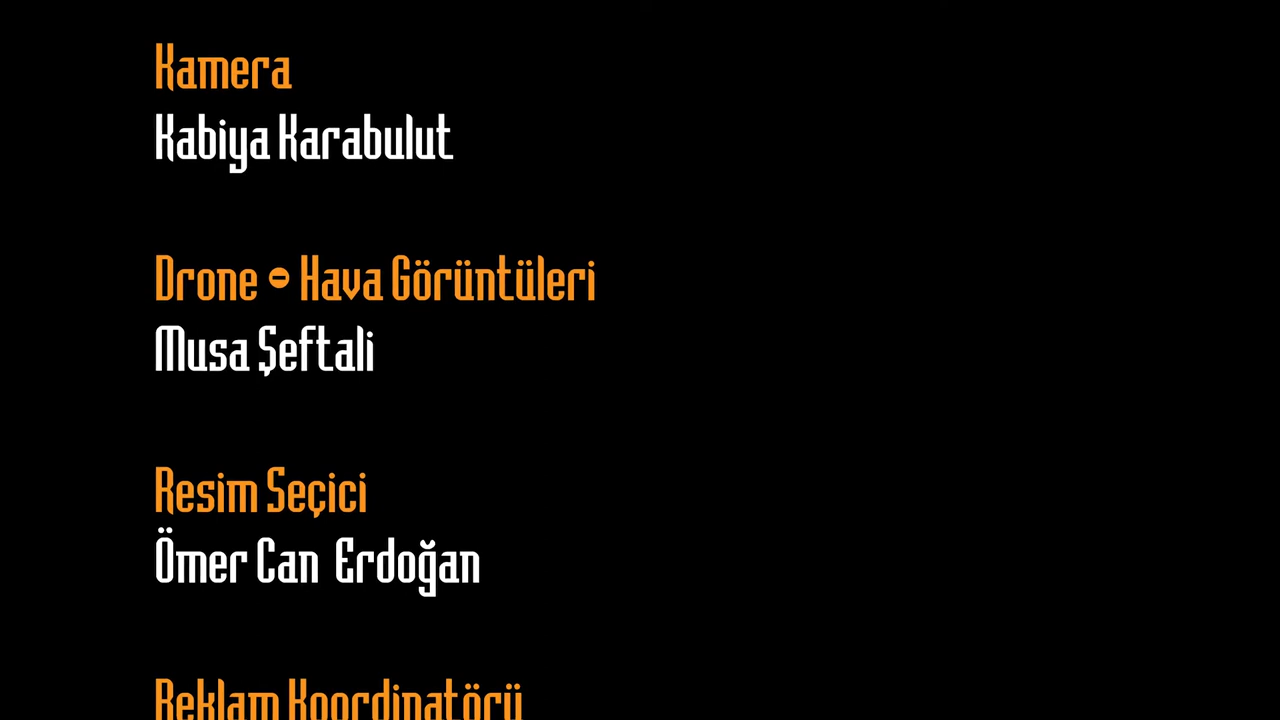 Kamera
Kabiya Karabulut
Drone - Hava Görüntüleri
Musa Şeftali
Resim Seçici
Ömer Can Erdoğan
Reklam Koordinatörü